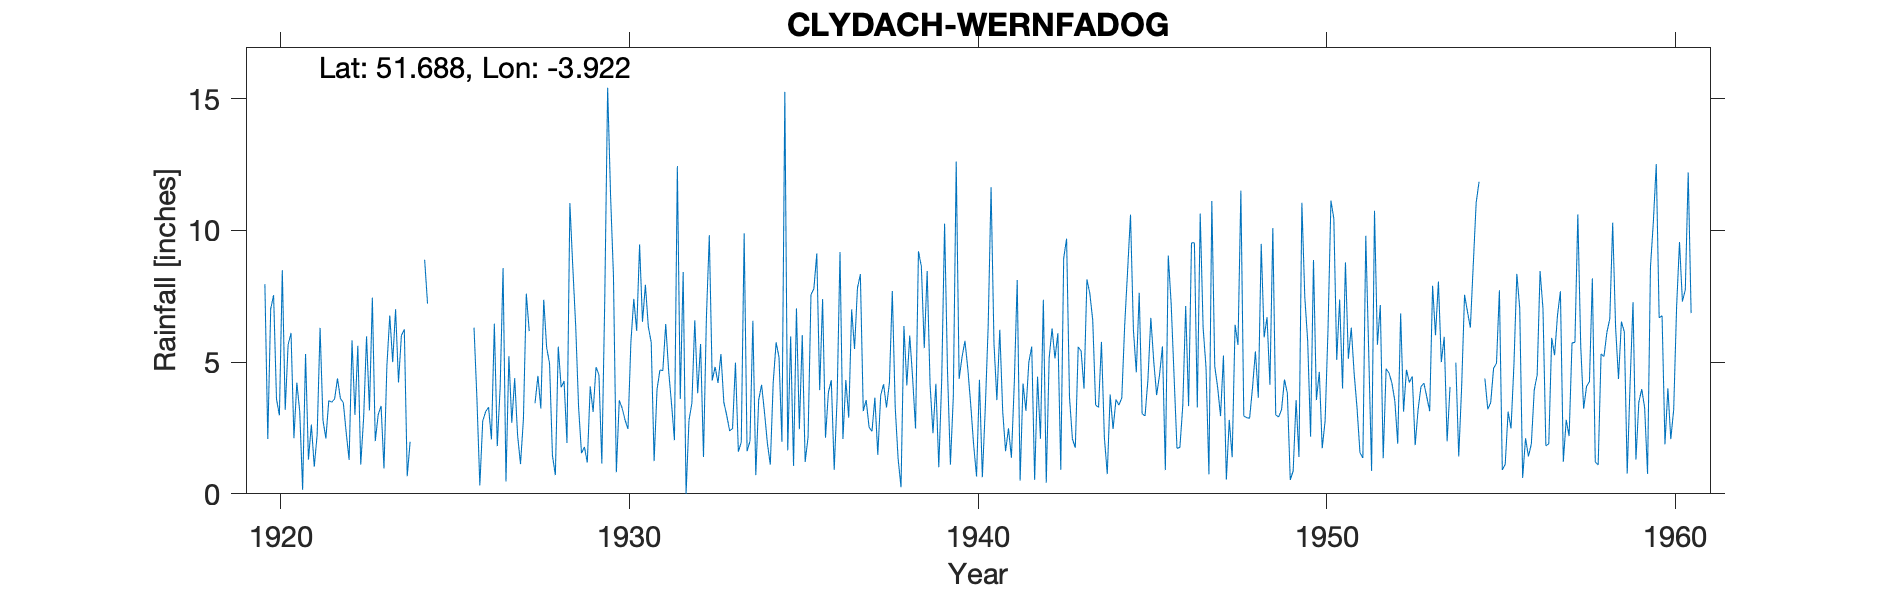 CLYDACH-WERNFADOG
Lat: 51.688, Lon: -3.922
15
10
5
0
Rainfall [inches]
1920 1930 1940 1950 1960
Year